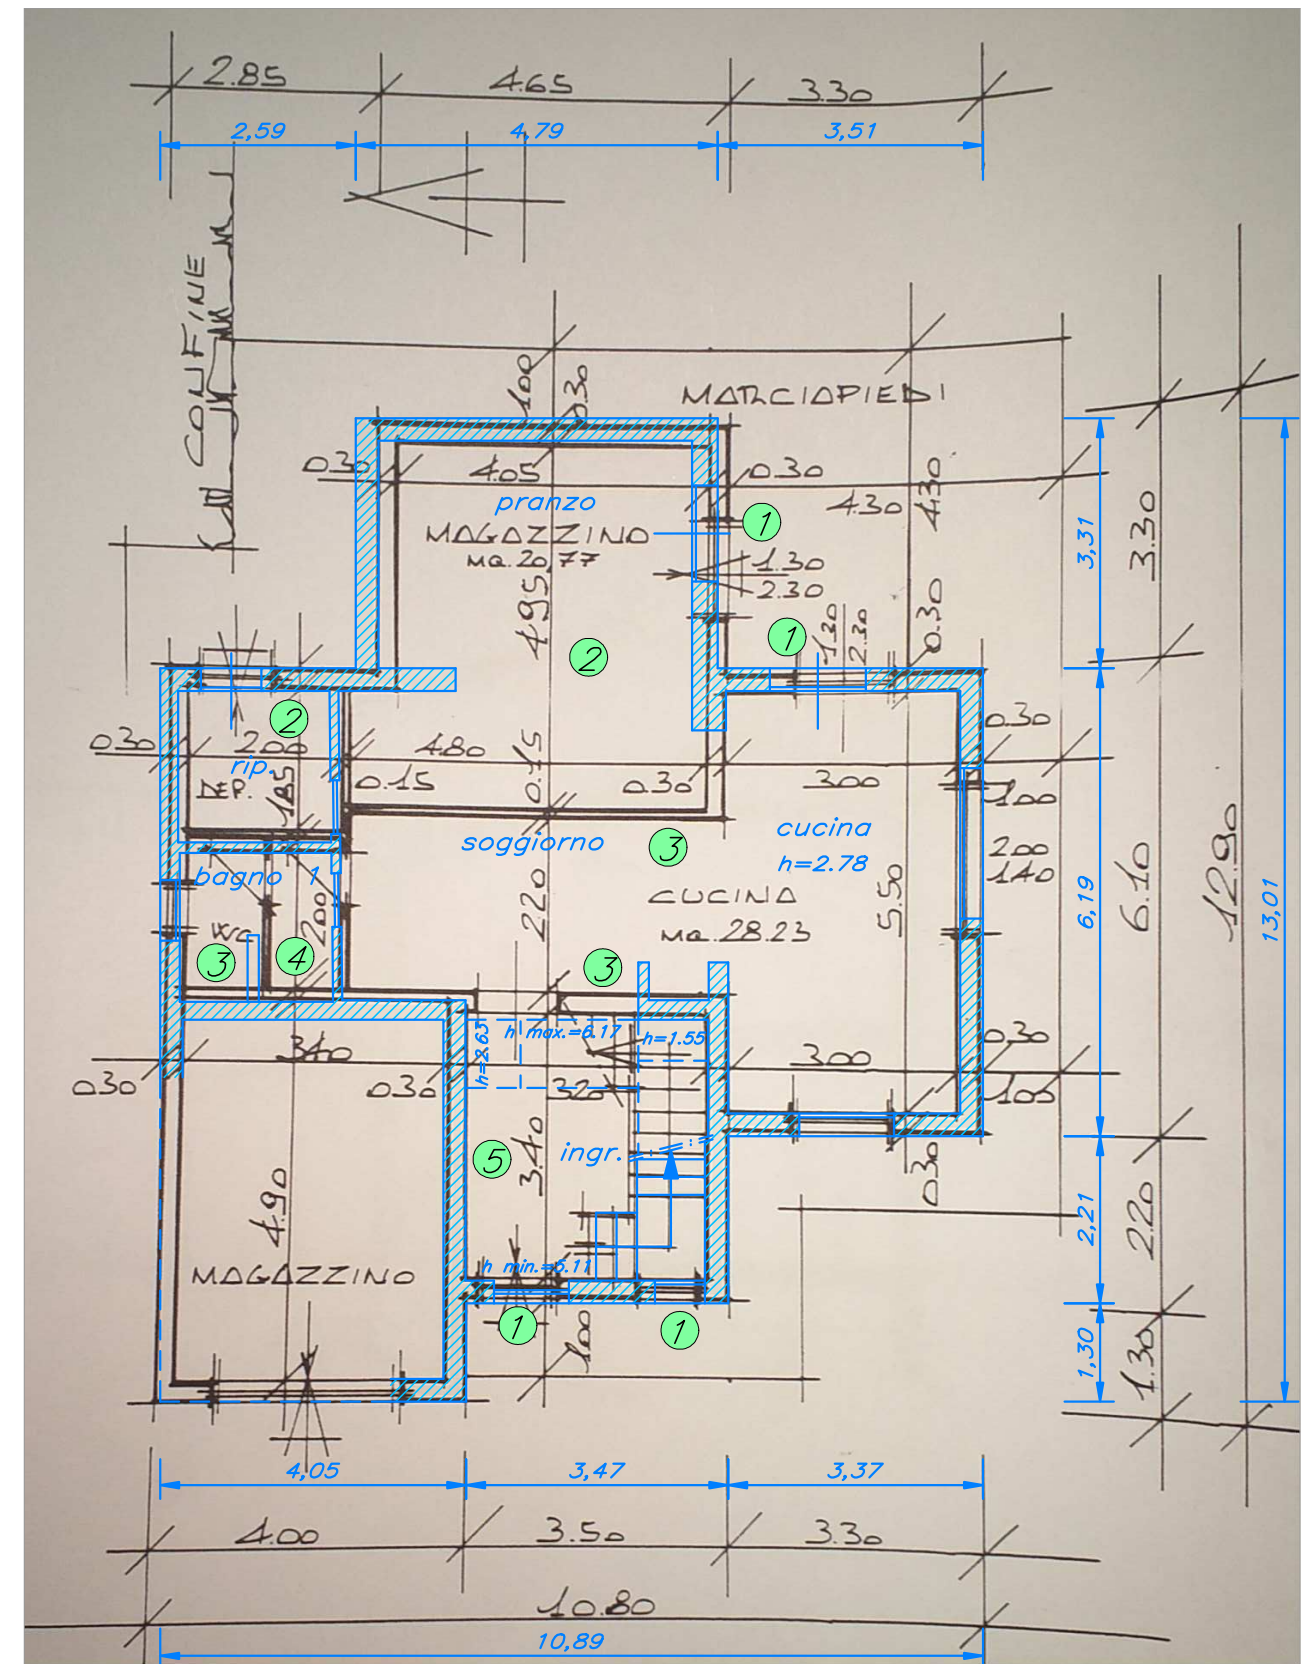 2.85 4.65 3.30
2,59 4,79 3,51
CONFINE
MARCIAPIEDI
100 0.30
0.30 4.05 0.30
pranzo
MAGAZZINO
MQ. 20,77
1
4.30 4.30
3,31 3.30
1.30
2.30
4.95
1
1.30 2.30 0.30
2
2
0.30
0.30 2.00 4.80
rip.
DEP.
1.85 0.15 0.15 0.30 3.00
1.00
soggiorno
3
cucina
h=2.78
2.00
1.40
bagno 1
CUCINA
MQ. 28.23
WC
2.00 2.20 5.50
6,19 6.10 12.90
13,01
3 4 3
h max.=6.17 h=1.55
h=2.63
3.40 3.00 0.30
0.30 0.30 3.20 1.00
5
ingr.
3.40 0.30
4.90
2,21 2.20
MAGAZZINO
h min.=5.11
1 1
1.00
1,30 1.30
4,05 3,47 3,37
4.00 3.50 3.30
10.80
10,89